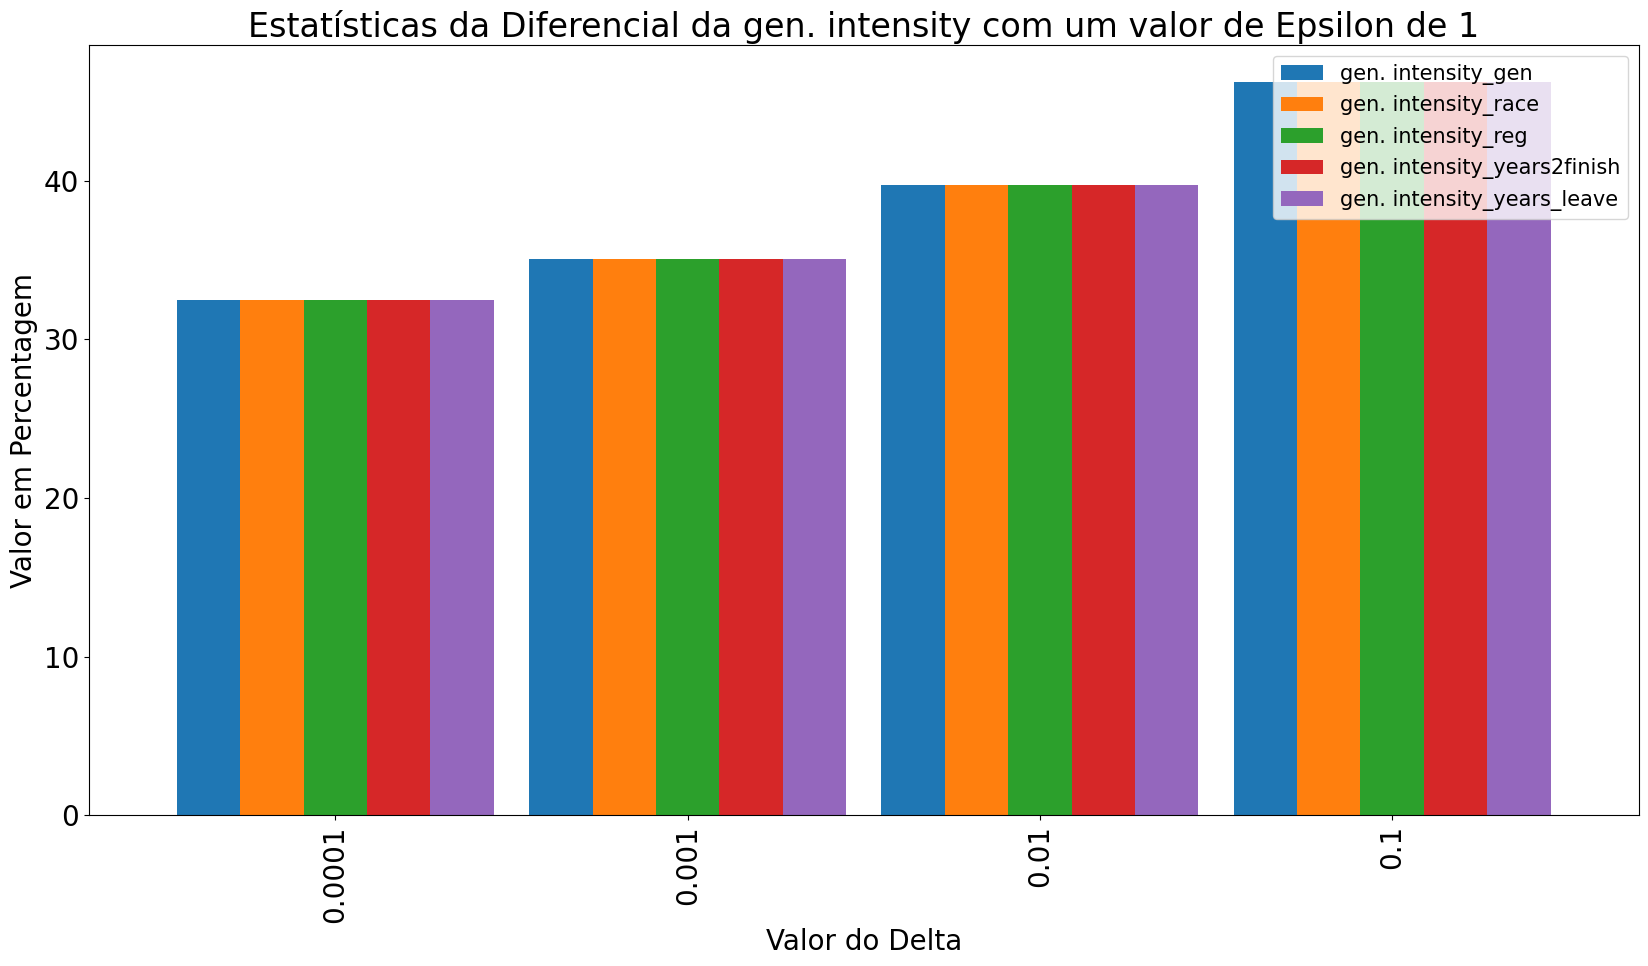 Estatísticas da Diferencial da gen. intensity com um valor de Epsilon de 1
gen. intensity_gen
gen. intensity_race
gen. intensity_reg
gen. intensity_years2finish
gen. intensity_years_leave
Valor em Percentagem
40
30
20
10
0
0.0001
0.001
0.01
0.1
Valor do Delta